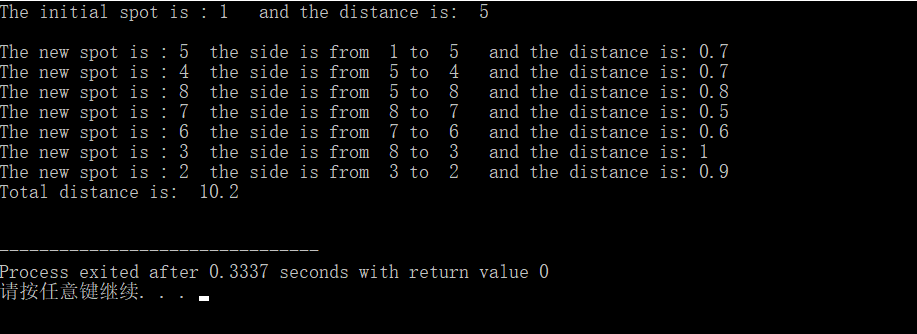 The initial spot is : 1   and the distance is:  5
The new spot is : 5  the side is from  1 to  5   and the distance is: 0.7
The new spot is : 4  the side is from  5 to  4   and the distance is: 0.7
The new spot is : 8  the side is from  5 to  8   and the distance is: 0.8
The new spot is : 7  the side is from  8 to  7   and the distance is: 0.5
The new spot is : 6  the side is from  7 to  6   and the distance is: 0.6
The new spot is : 3  the side is from  8 to  3   and the distance is: 1
The new spot is : 2  the side is from  3 to  2   and the distance is: 0.9
Total distance is:  10.2
--------------------------------
Process exited after 0.3337 seconds with return value 0
请按任意键继续. . .